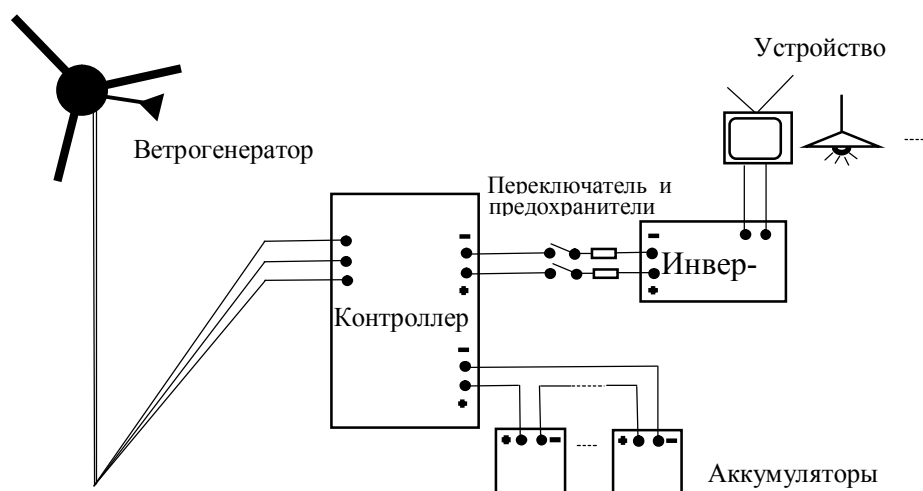 Устройство
Ветрогенератор
Переключатель и
предохранители
Инвер-
Контроллер
Аккумуляторы